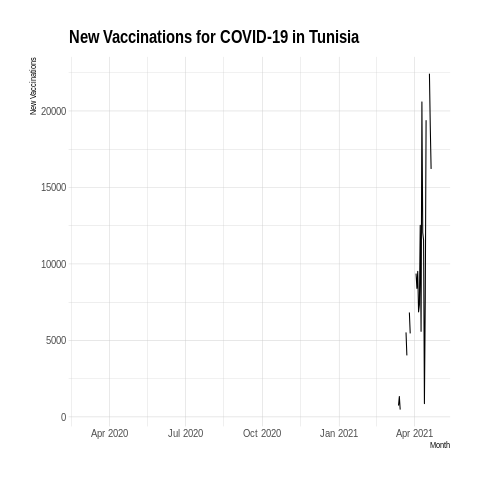 New Vaccinations for COVID-19 in Tunisia
New Vaccinations
20000
15000
10000
5000
0
Apr 2020 Jul 2020 Oct 2020 Jan 2021 Apr 2021
Month